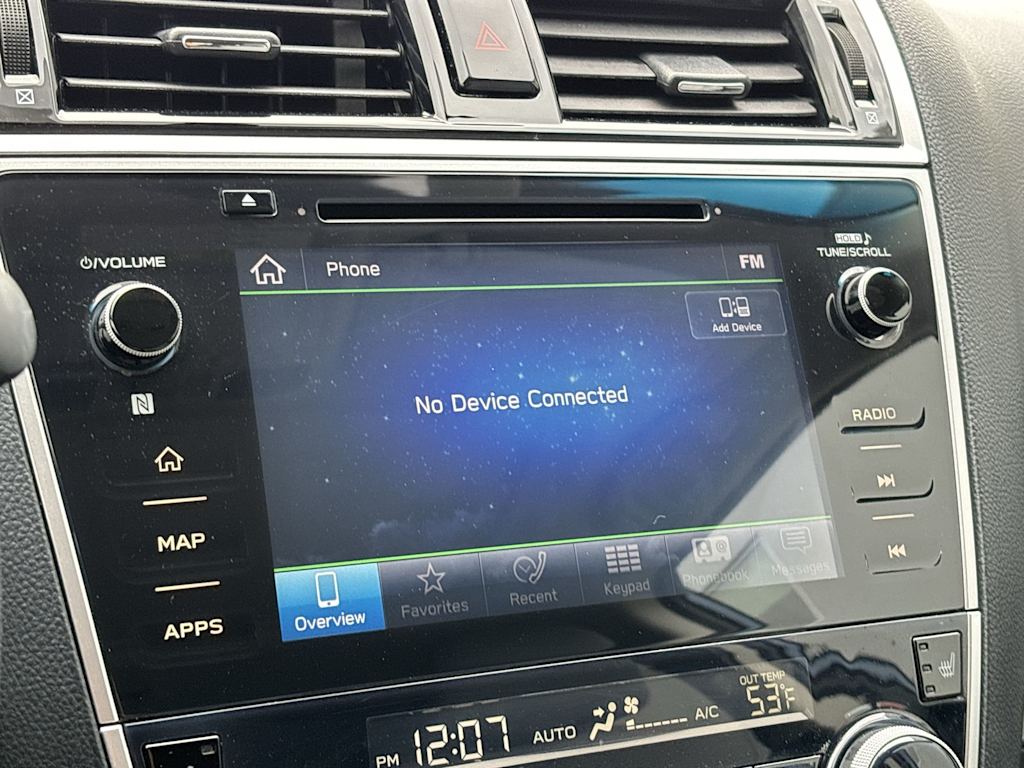 HOLD
⏻/VOLUME
TUNE/SCROLL
Phone
FM
Add Device
No Device Connected
N
RADIO
MAP
APPS
Overview
Favorites
Recent
Keypad
Phonebook
Messages
OUT TEMP
PM 12:07 AUTO A/C 53°F